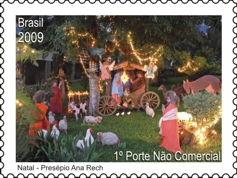 Brasil
2009
1º Porte Não Comercial
Natal - Presépio Ana Rech